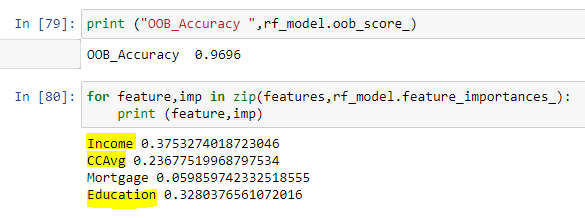 In [79]: print ("OOB_Accuracy ",rf_model.oob_score_)
OOB_Accuracy  0.9696
In [80]: for feature,imp in zip(features,rf_model.feature_importances_):
    print (feature,imp)
Income 0.3753274018723046
CCAvg 0.23677519968797534
Mortgage 0.059859742332518555
Education 0.3280376561072016